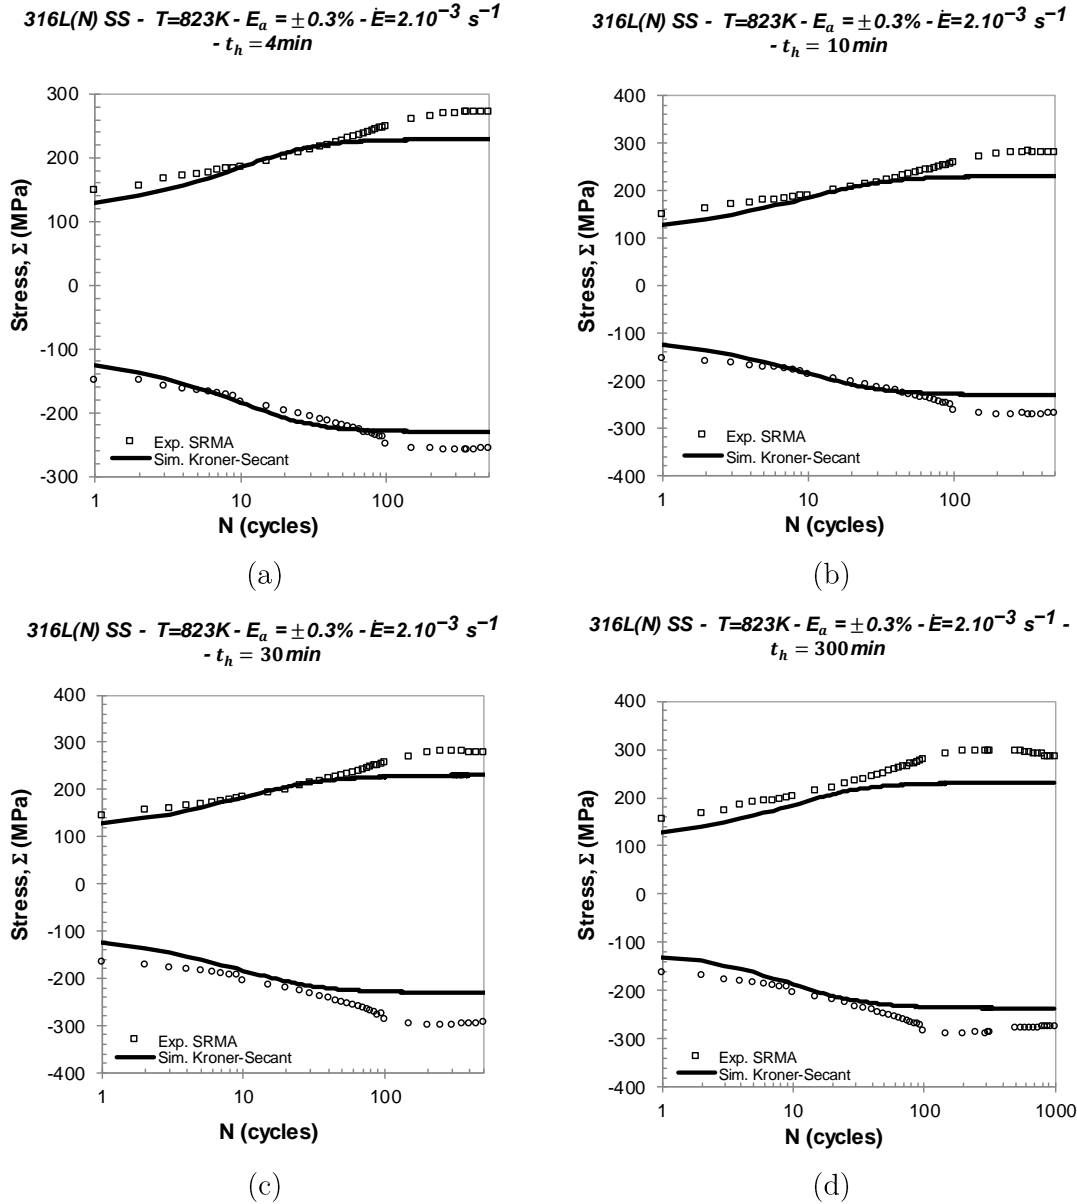 316L(N) SS - T=823K - E_a = ±0.3% - Ė=2.10^−3 s^−1
- t_h = 4min
300
200
100
0
-100
-200
-300
Stress, Σ (MPa)
Exp. SRMA
Sim. Kroner-Secant
1 10 100
N (cycles)
(a)
316L(N) SS - T=823K - E_a = ±0.3% - Ė=2.10^−3 s^−1
- t_h = 10min
400
300
200
100
0
-100
-200
-300
-400
Stress, Σ (MPa)
Exp. SRMA
Sim. Kroner-Secant
1 10 100
N (cycles)
(b)
316L(N) SS - T=823K - E_a = ±0.3% - Ė=2.10^−3 s^−1
- t_h = 30min
400
300
200
100
0
-100
-200
-300
-400
Stress, Σ (MPa)
Exp. SRMA
Sim. Kroner-Secant
1 10 100
N (cycles)
(c)
316L(N) SS - T=823K - E_a = ±0.3% - Ė=2.10^−3 s^−1 -
t_h = 300min
400
300
200
100
0
-100
-200
-300
-400
Stress, Σ (MPa)
Exp. SRMA
Sim. Kroner-Secant
1 10 100 1000
N (cycles)
(d)